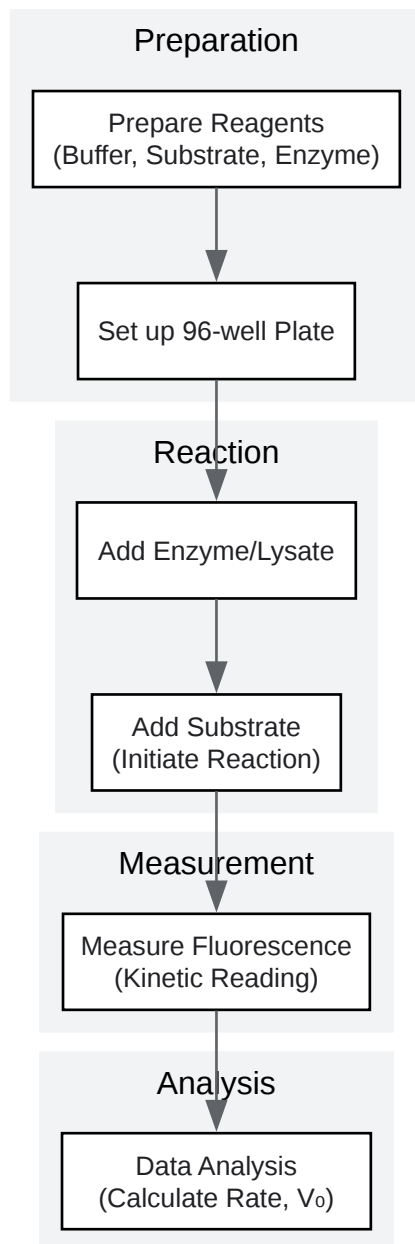 Preparation
Prepare Reagents
(Buffer, Substrate, Enzyme)
Set up 96-well Plate
Reaction
Add Enzyme/Lysate
Add Substrate
(Initiate Reaction)
Measurement
Measure Fluorescence
(Kinetic Reading)
Analysis
Data Analysis
(Calculate Rate, V₀)